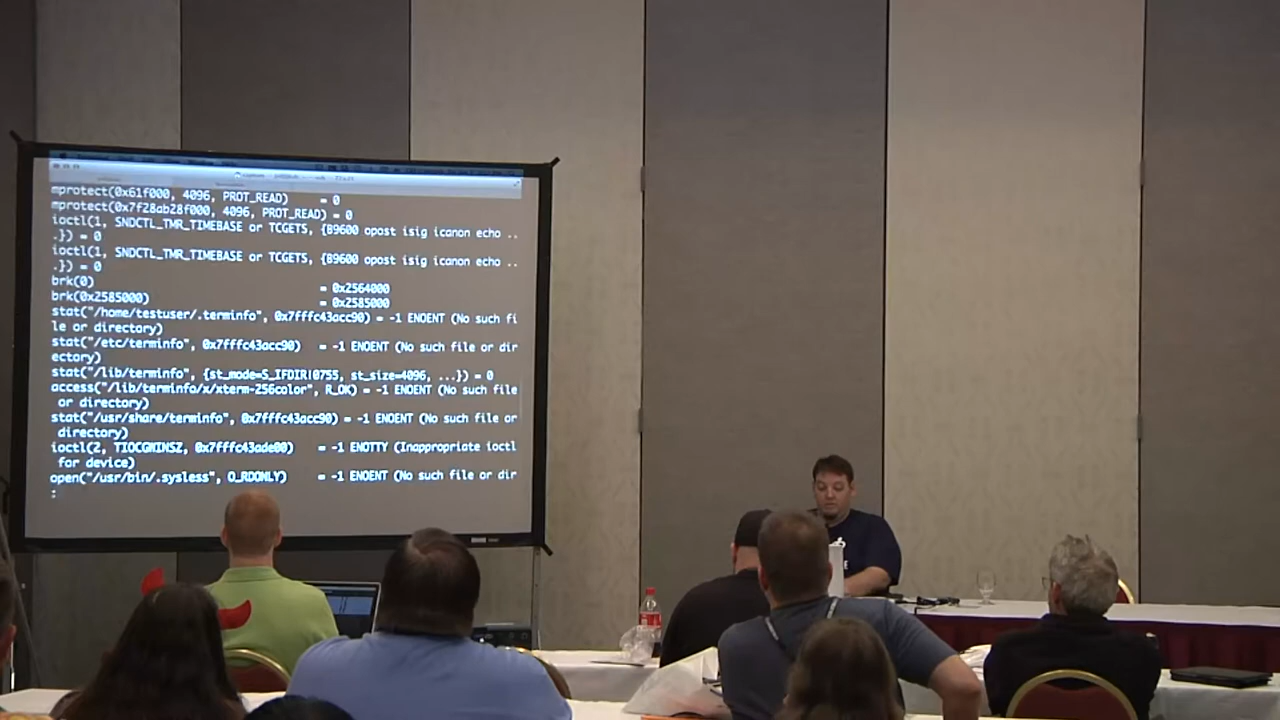 mprotect(0x61f000, 4096, PROT_READ) = 0
mprotect(0x7f28ab28f000, 4096, PROT_READ) = 0
ioctl(1, SNDCTL_TMR_TIMEBASE or TCGETS, {B9600 opost isig icanon echo ..
.}) = 0
ioctl(1, SNDCTL_TMR_TIMEBASE or TCGETS, {B9600 opost isig icanon echo ..
.}) = 0
brk(0) = 0x2564000
brk(0x2585000) = 0x2585000
stat("/home/testuser/.terminfo", 0x7fffc43acc90) = -1 ENOENT (No such fi
le or directory)
stat("/etc/terminfo", 0x7fffc43acc90) = -1 ENOENT (No such file or dir
ectory)
stat("/lib/terminfo", {st_mode=S_IFDIR|0755, st_size=4096, ...}) = 0
access("/lib/terminfo/x/xterm-256color", R_OK) = -1 ENOENT (No such file
or directory)
stat("/usr/share/terminfo", 0x7fffc43acc90) = -1 ENOENT (No such file or
directory)
ioctl(2, TIOCGWINSZ, 0x7fffc43ade00) = -1 ENOTTY (Inappropriate ioctl
for device)
open("/usr/bin/.sysless", O_RDONLY) = -1 ENOENT (No such file or dir
: